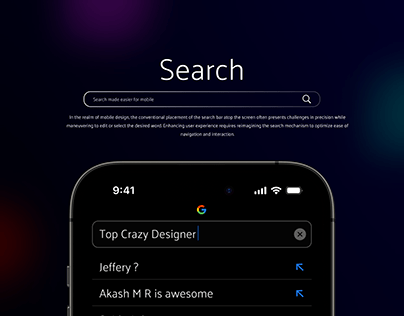 Search
Search made easier for mobile
In the realm of mobile design, the conventional placement of the search bar atop the screen often presents challenges in precision while
maneuvering to edit or select the desired word. Enhancing user experience requires reimagining the search mechanism to optimize ease of
navigation and interaction.
9:41
G
Top Crazy Designer
Jeffery ?
Akash M R is awesome